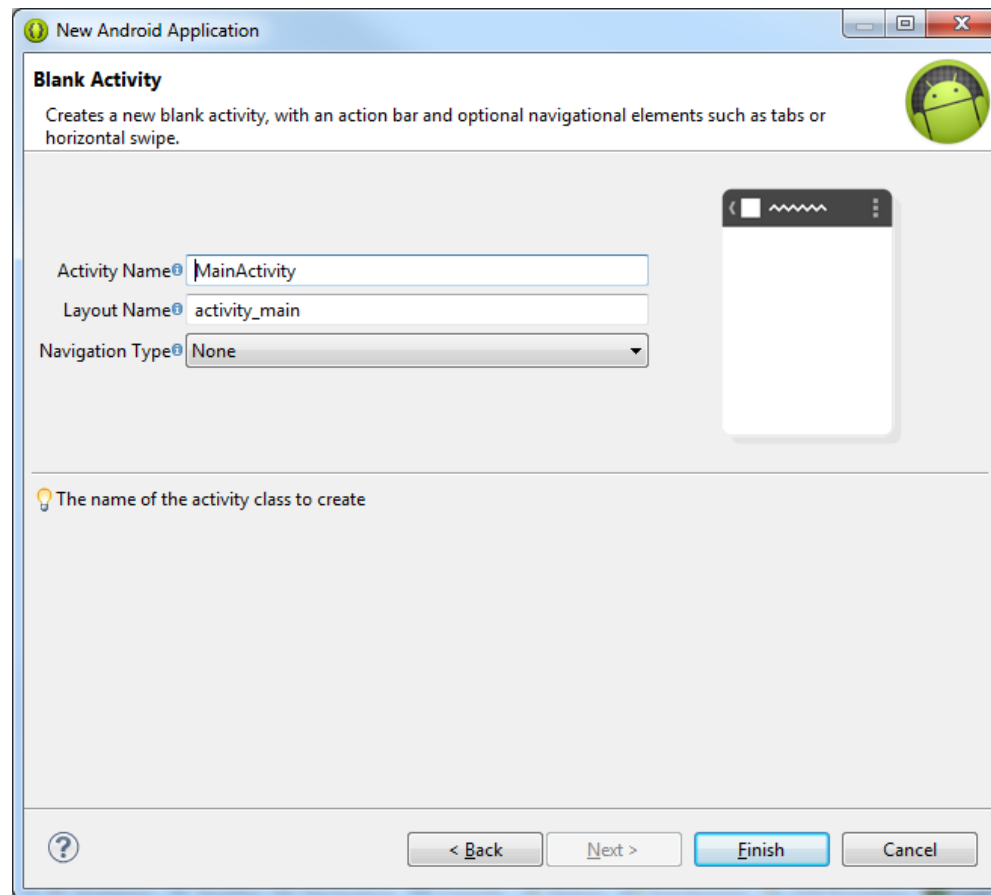 New Android Application
Blank Activity
Creates a new blank activity, with an action bar and optional navigational elements such as tabs or
horizontal swipe.
Activity Name MainActivity
Layout Name activity_main
Navigation Type None
The name of the activity class to create
< Back Next > Finish Cancel